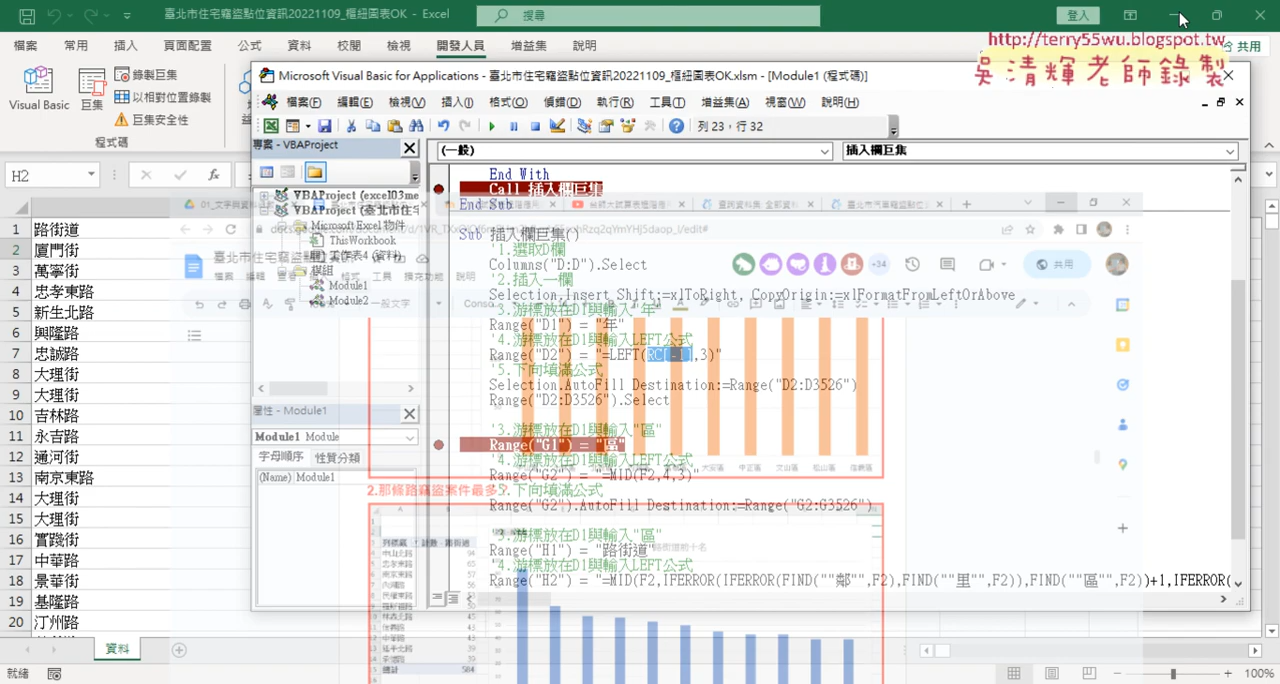 臺北市住宅竊盜點位資訊20221109_樞紐圖表OK - Excel
搜尋
登入
檔案 常用 插入 頁面配置 公式 資料 校閱 檢視 開發人員 增益集 說明
共用
http://terry55wu.blogspot.tw
吳清輝老師錄製
Visual Basic
巨集
錄製巨集
以相對位置錄製
巨集安全性
程式碼
Microsoft Visual Basic for Applications - 臺北市住宅竊盜點位資訊20221109_樞紐圖表OK.xlsm - [Module1 (程式碼)]
檔案(F) 編輯(E) 檢視(V) 插入(I) 格式(O) 偵錯(D) 執行(R) 工具(T) 增益集(A) 視窗(W) 說明(H)
列 23，行 32
專案 - VBAProject
(一般)
插入欄巨集
H2
VBAProject (excel03me
VBAProject (臺北市住宅
Microsoft Excel 物件
ThisWorkbook
工作表4 (資料)
模組
Module1
Module2
屬性 - Module1
Module1 Module
字母順序 性質分類
(Name) Module1
End With
Call 插入欄巨集
End Sub
Sub 插入欄巨集()
'1.選取D欄
Columns("D:D").Select
'2.插入一欄
Selection.Insert Shift:=xlToRight, CopyOrigin:=xlFormatFromLeftOrAbove
'3.游標放在D1與輸入"年"
Range("D1") = "年"
'4.游標放在D1與輸入LEFT公式
Range("D2") = "=LEFT(RC[-1],3)"
'5.下向填滿公式
Selection.AutoFill Destination:=Range("D2:D3526")
Range("D2:D3526").Select
'3.游標放在D1與輸入"區"
Range("G1") = "區"
'4.游標放在D1與輸入LEFT公式
Range("G2") = "=MID(F2,4,3)"
'5.下向填滿公式
Range("G2").AutoFill Destination:=Range("G2:G3526")
'3.游標放在D1與輸入"區"
Range("H1") = "路街道"
'4.游標放在D1與輸入LEFT公式
Range("H2") = "=MID(F2,IFERROR(IFERROR(FIND(""鄰"",F2),FIND(""里"",F2)),FIND(""區"",F2))+1,IFERROR(
2.那條路竊盜案件最多?
1 路街道
2 廈門街
3 萬寧街
4 忠孝東路
5 新生北路
6 興隆路
7 忠誠路
8 大理街
9 大理街
10 吉林路
11 永吉路
12 通河街
13 南京東路
14 大理街
15 大理街
16 寶踐街
17 中華路
18 景華街
19 基隆路
20 汀州路
資料
就緒
100%